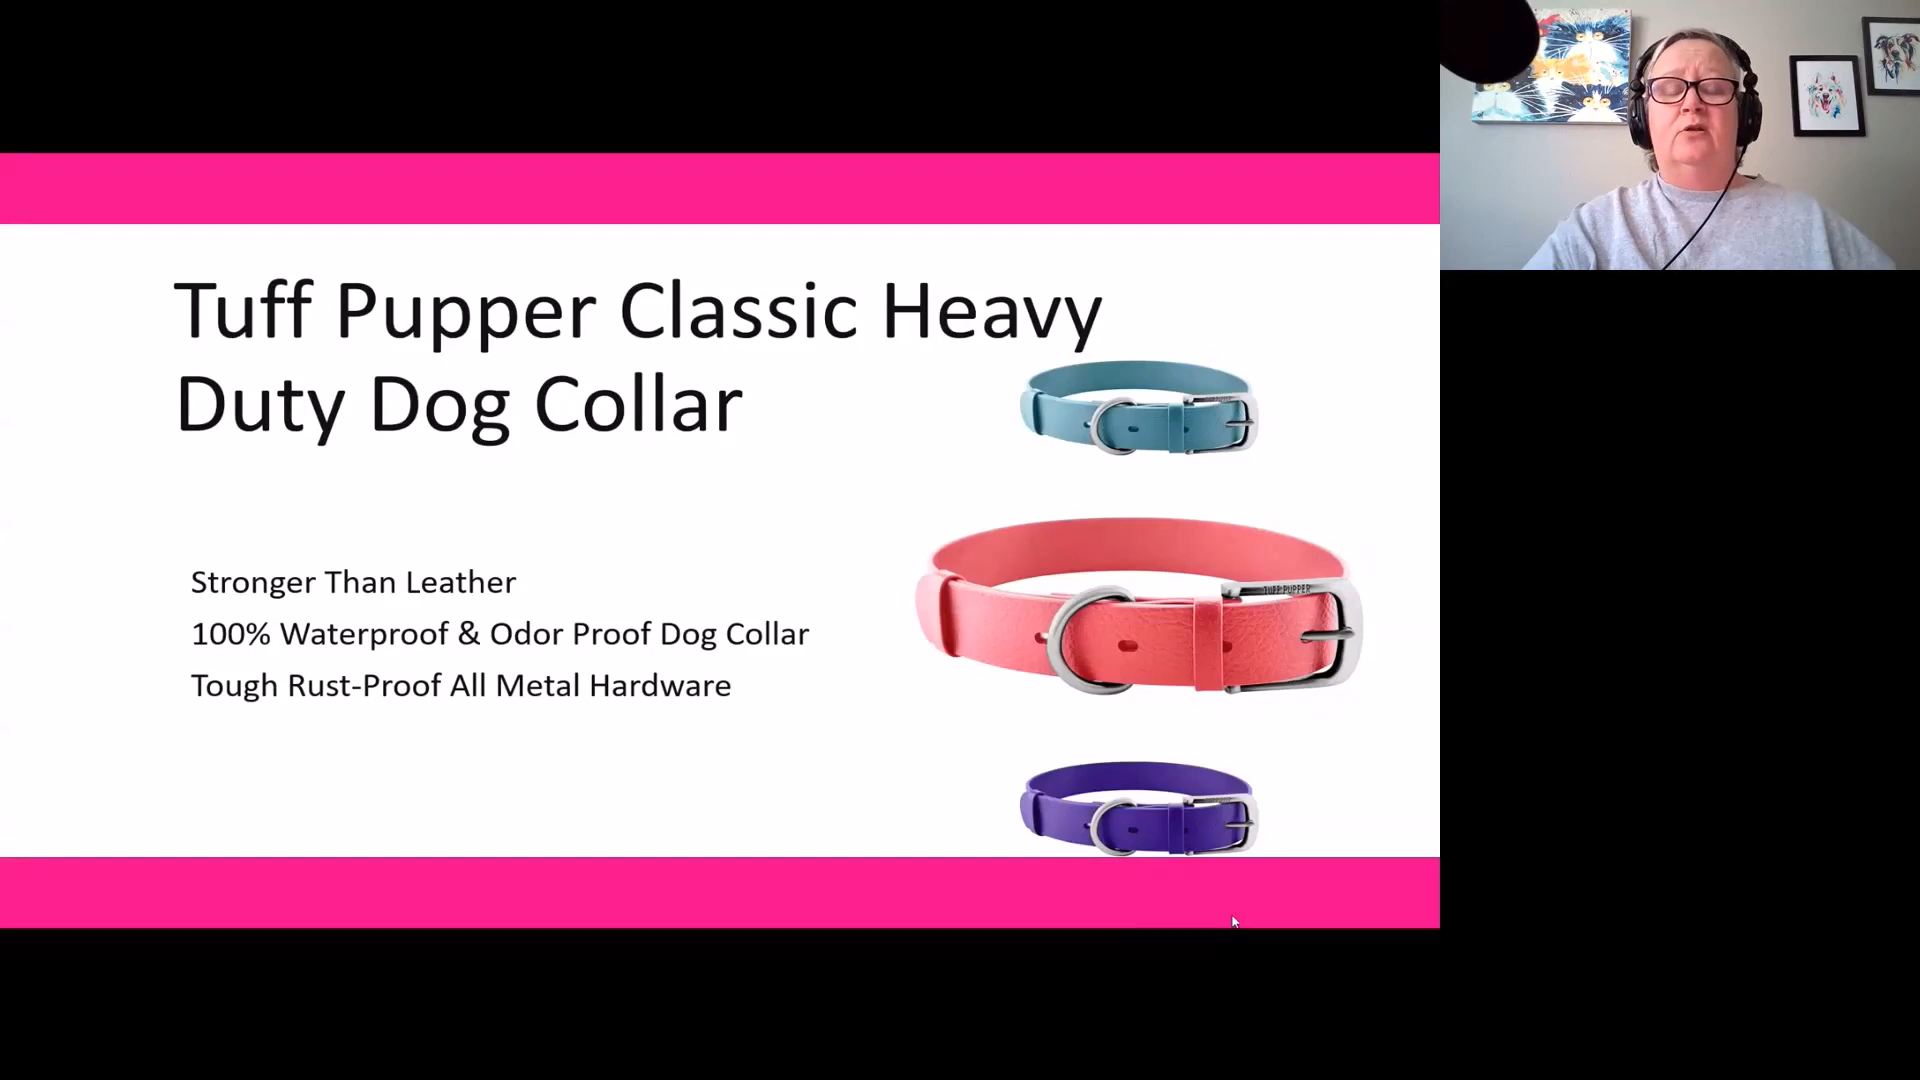 Tuff Pupper Classic Heavy
Duty Dog Collar
Stronger Than Leather
100% Waterproof & Odor Proof Dog Collar
Tough Rust-Proof All Metal Hardware
TUFF PUPPER